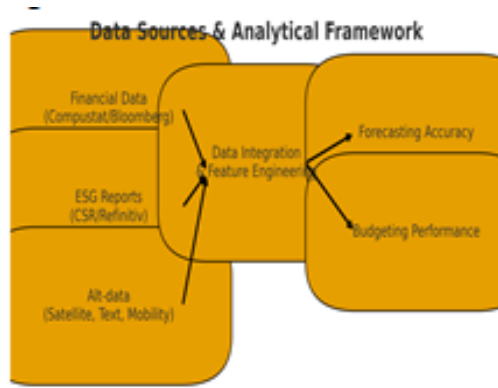 Data Sources & Analytical Framework
Financial Data
(Compustat/Bloomberg)
ESG Reports
(CSR/Refinitiv)
Alt-data
(Satellite, Text, Mobility)
Data Integration
& Feature Engineering
Forecasting Accuracy
Budgeting Performance